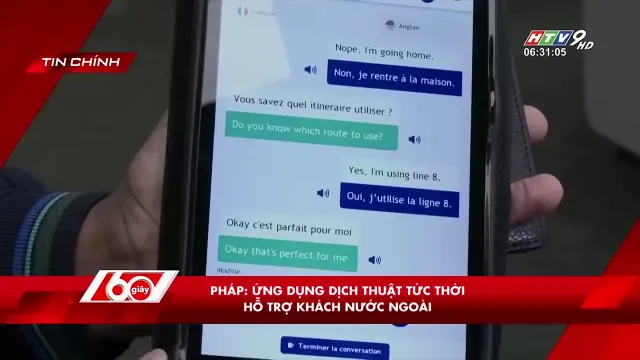 TIN CHÍNH
HTV9 HD
06:31:05
Français
Anglais
Nope, I'm going home.
Non, je rentre à la maison.
Vous savez quel itineraire utiliser ?
Do you know which route to use?
Yes, I'm using line 8.
Oui, j'utilise la ligne 8.
Okay c'est parfait pour moi
Okay that's perfect for me
Modifie
60 giây
PHÁP: ỨNG DỤNG DỊCH THUẬT TỨC THỜI
HỖ TRỢ KHÁCH NƯỚC NGOÀI
Terminer la conversation